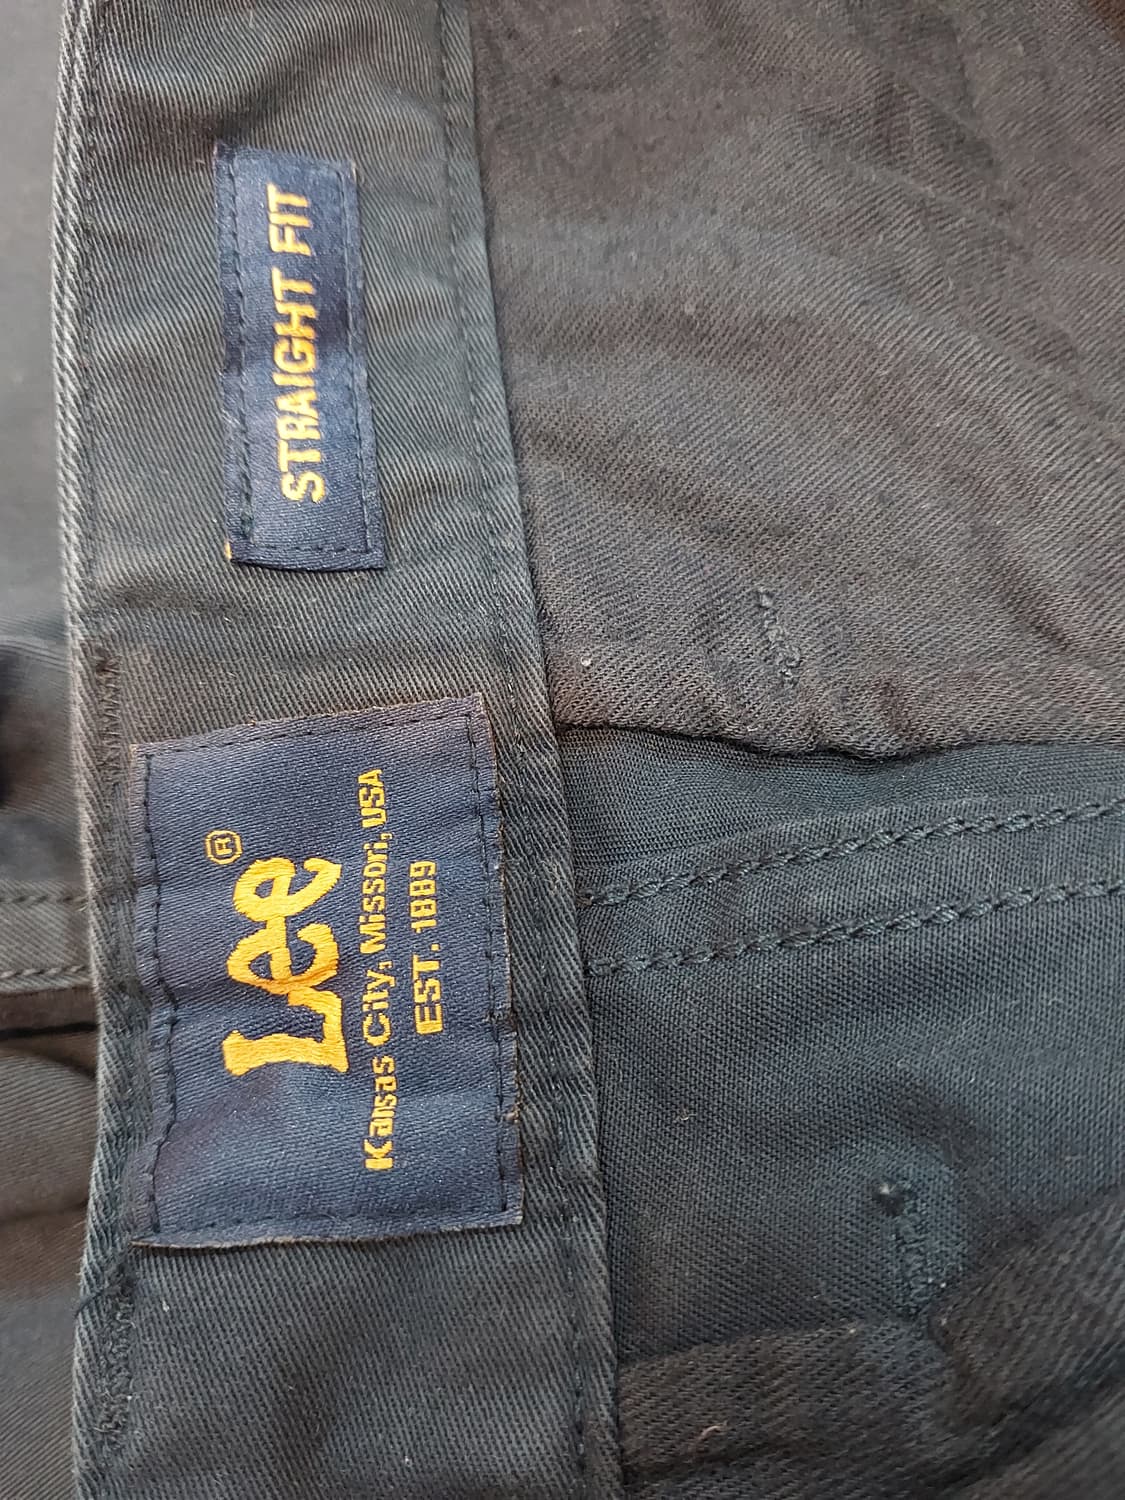 STRAIGHT FIT
Lee®
Kansas City, Missori, USA
EST. 1889